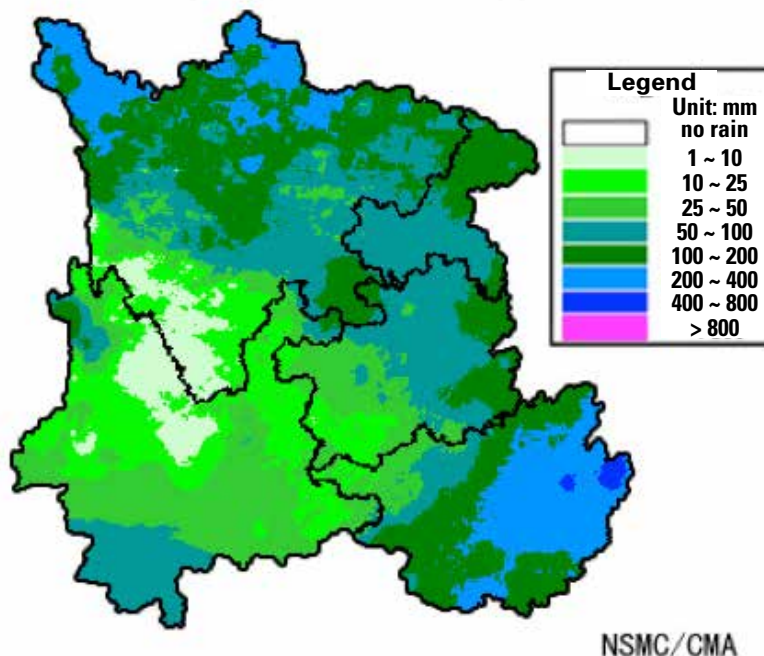 Legend
Unit: mm
no rain
1 ~ 10
10 ~ 25
25 ~ 50
50 ~ 100
100 ~ 200
200 ~ 400
400 ~ 800
> 800
NSMC/CMA